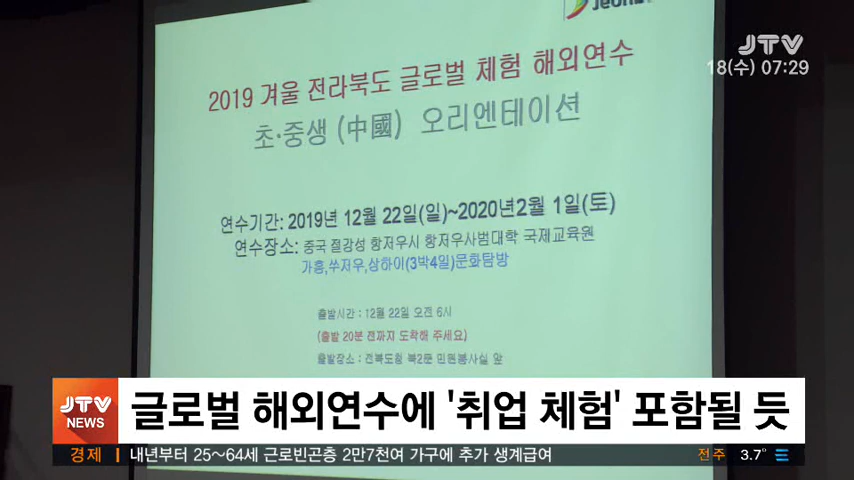 JTV
18(수) 07:29
2019 겨울 전라북도 글로벌 체험 해외연수
초·중생 (中國) 오리엔테이션
연수기간: 2019년 12월 22일(일)~2020년2월 1일(토)
연수장소: 중국 절강성 항저우시 항저우사범대학 국제교육원
가흥,쑤저우,상하이(3박4일)문화탐방
출발시간 : 12월 22일 오전 6시
(출발 20분 전까지 도착해 주세요)
출발장소 : 전북도청 북2문 민원봉사실 앞
JTV NEWS
글로벌 해외연수에 '취업 체험' 포함될 듯
경제 내년부터 25~64세 근로빈곤층 2만7천여 가구에 추가 생계급여
전주 3.7°